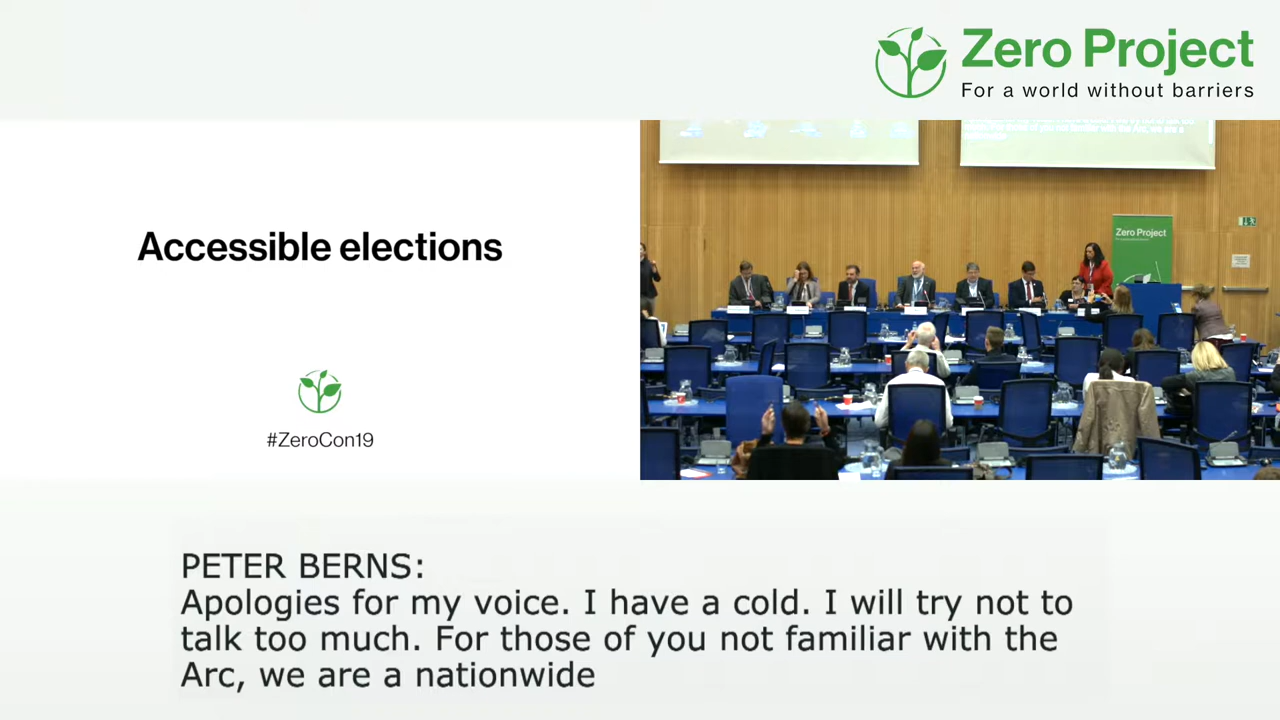 Zero Project
For a world without barriers
Accessible elections
#ZeroCon19
Zero Project
PETER BERNS:
Apologies for my voice. I have a cold. I will try not to
talk too much. For those of you not familiar with the
Arc, we are a nationwide